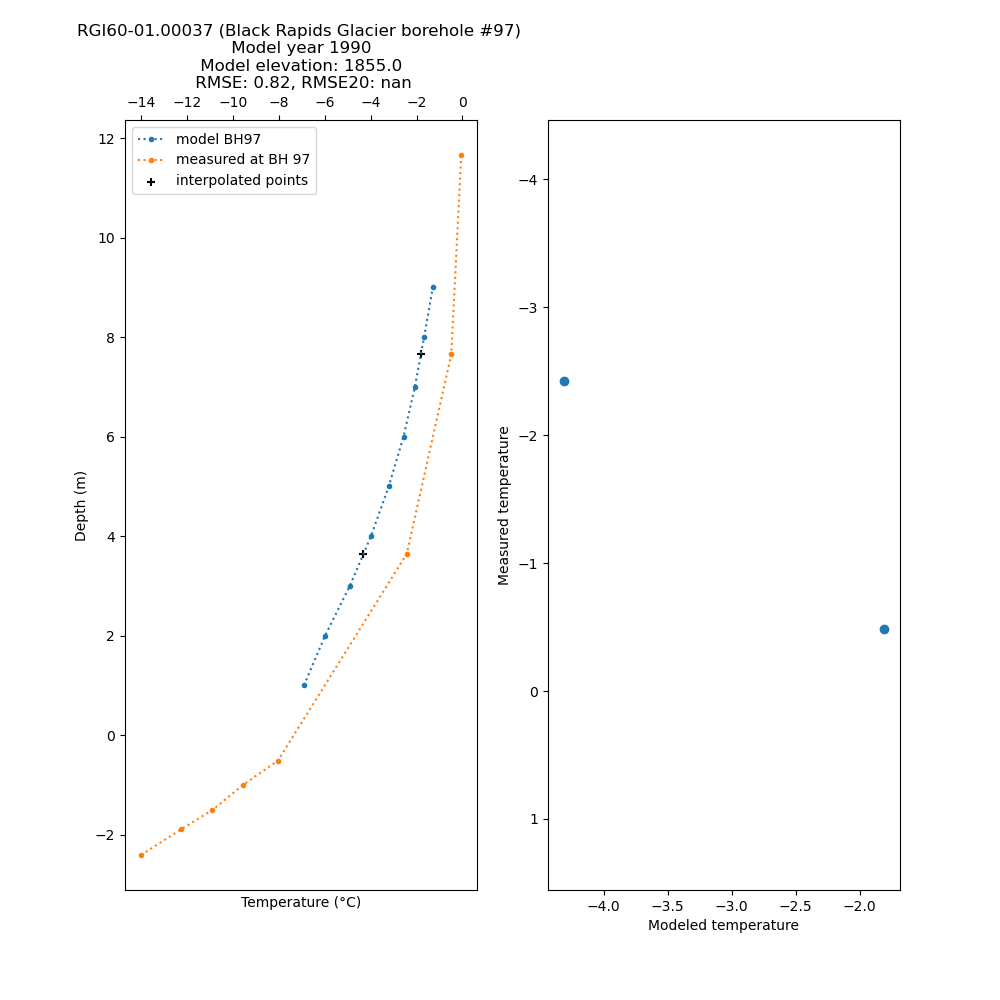 RGI60-01.00037 (Black Rapids Glacier borehole #97)
Model year 1990
Model elevation: 1855.0
RMSE: 0.82, RMSE20: nan
−14 −12 −10 −8 −6 −4 −2 0
model BH97
measured at BH 97
interpolated points
12
10
8
6
4
2
0
−2
Depth (m)
Temperature (°C)
−4
−3
−2
−1
0
1
Measured temperature
−4.0 −3.5 −3.0 −2.5 −2.0
Modeled temperature